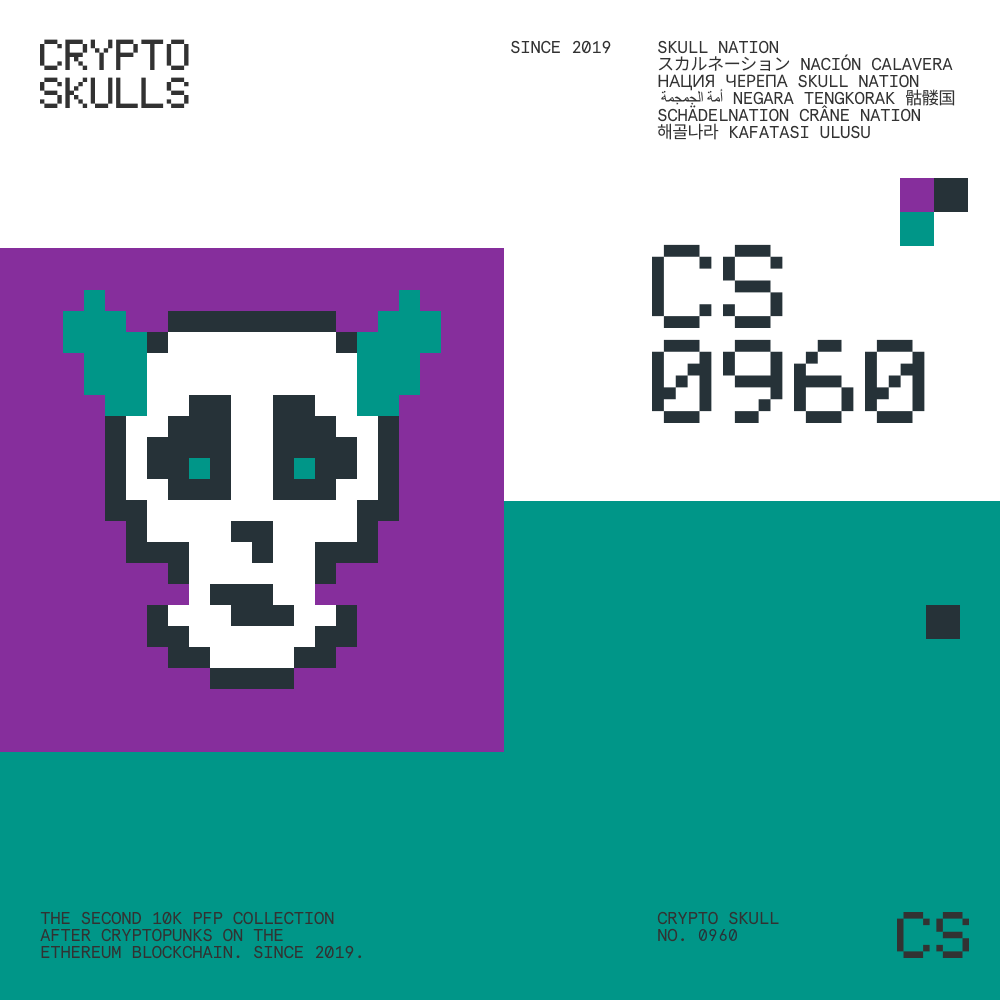 CRYPTO
SKULLS
SINCE 2019
SKULL NATION
スカルネーション NACIÓN CALAVERA
НАЦИЯ ЧЕРЕПА SKULL NATION
أمة الجمجمة NEGARA TENGKORAK 骷髅国
SCHÄDELNATION CRÂNE NATION
해골나라 KAFATASI ULUSU
CS
0960
THE SECOND 10K PFP COLLECTION
AFTER CRYPTOPUNKS ON THE
ETHEREUM BLOCKCHAIN. SINCE 2019.
CRYPTO SKULL
NO. 0960
CS